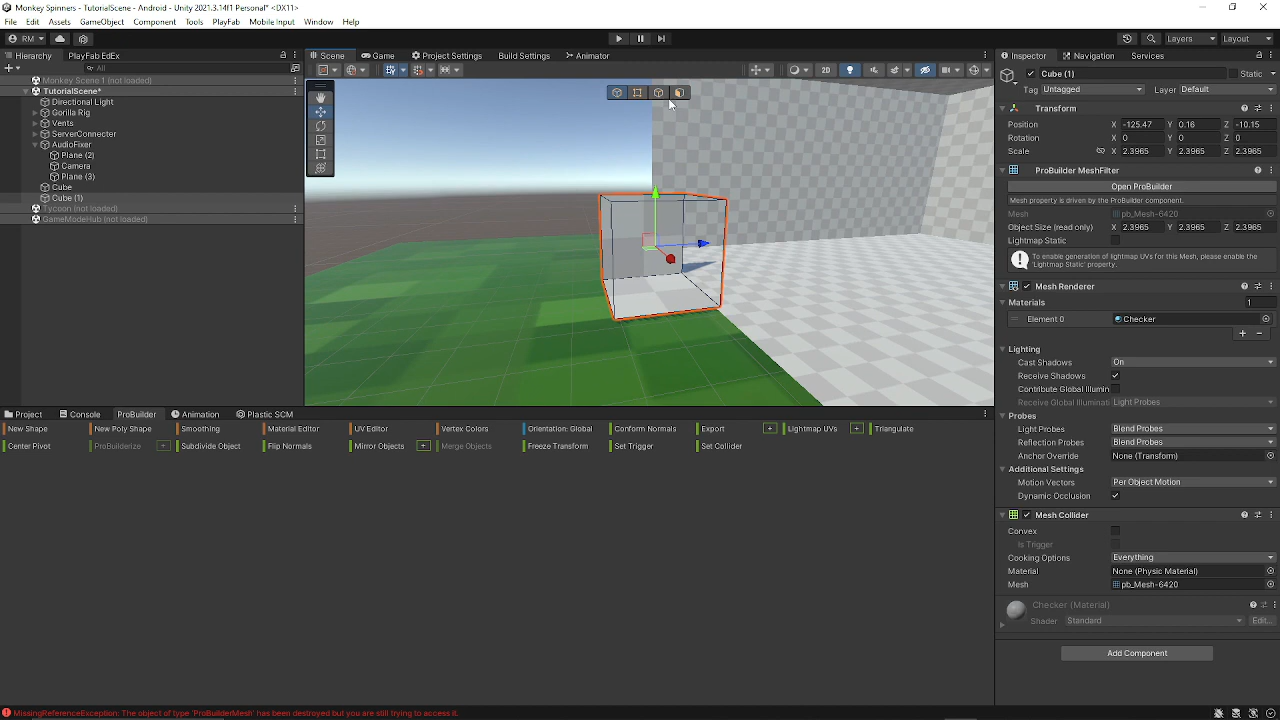 Monkey Spinners - TutorialScene - Android - Unity 2021.3.14f1 Personal* <DX11>
File Edit Assets GameObject Component Tools PlayFab Mobile Input Window Help
RM Layers Layout
Hierarchy PlayFab EdEx
All
Monkey Scene 1 (not loaded)
TutorialScene*
Directional Light
Gorilla Rig
Vents
ServerConnecter
AudioFixer
Plane (2)
Camera
Plane (3)
Cube
Cube (1)
Tycoon (not loaded)
GameModeHub (not loaded)
Scene Game Project Settings Build Settings Animator
2D
Inspector Navigation Services
Cube (1) Static
Tag Untagged Layer Default
Transform
Position X -125.47 Y 0.16 Z -10.15
Rotation X 0 Y 0 Z 0
Scale X 2.3965 Y 2.3965 Z 2.3965
ProBuilder MeshFilter
Open ProBuilder
Mesh property is driven by the ProBuilder component.
Mesh pb_Mesh-6420
Object Size (read only) X 2.3965 Y 2.3965 Z 2.3965
Lightmap Static
To enable generation of lightmap UVs for this Mesh, please enable the 'Lightmap Static' property.
Mesh Renderer
Materials 1
Element 0 Checker
Lighting
Cast Shadows On
Receive Shadows
Contribute Global Illumin
Receive Global Illuminati Light Probes
Probes
Light Probes Blend Probes
Reflection Probes Blend Probes
Anchor Override None (Transform)
Additional Settings
Motion Vectors Per Object Motion
Dynamic Occlusion
Mesh Collider
Convex
Is Trigger
Cooking Options Everything
Material None (Physic Material)
Mesh pb_Mesh-6420
Checker (Material)
Shader Standard Edit...
Add Component
Project Console ProBuilder Animation Plastic SCM
New Shape New Poly Shape Smoothing Material Editor UV Editor Vertex Colors Orientation: Global Conform Normals Export + Lightmap UVs + Triangulate
Center Pivot ProBuilderize + Subdivide Object Flip Normals Mirror Objects + Merge Objects Freeze Transform Set Trigger Set Collider
MissingReferenceException: The object of type 'ProBuilderMesh' has been destroyed but you are still trying to access it.